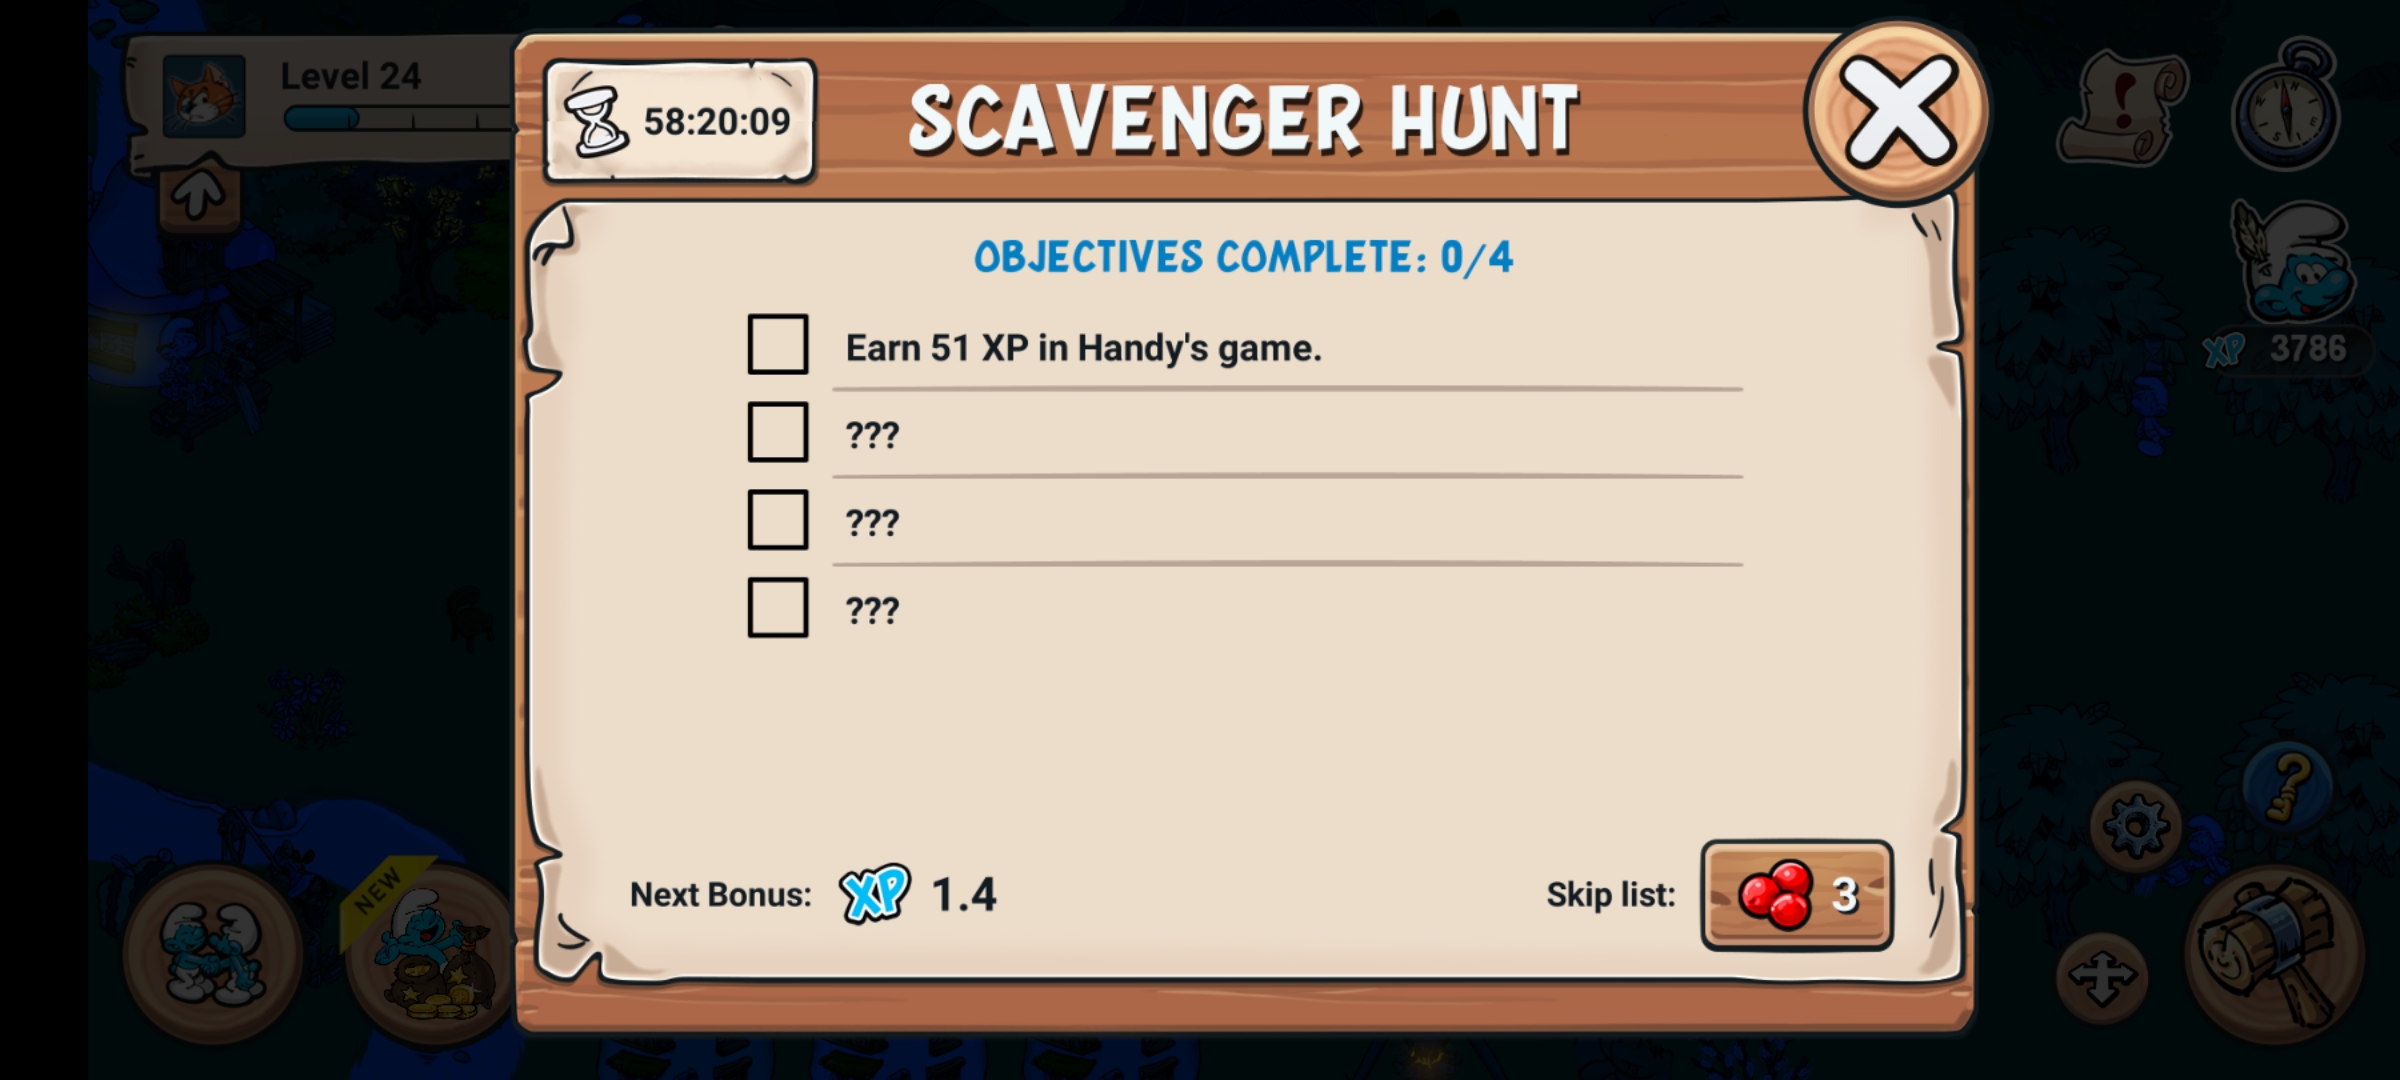 Level 24
58:20:09
SCAVENGER HUNT
OBJECTIVES COMPLETE: 0/4
Earn 51 XP in Handy's game.
???
???
???
XP 3786
Next Bonus: XP 1.4
Skip list: 3
NEW